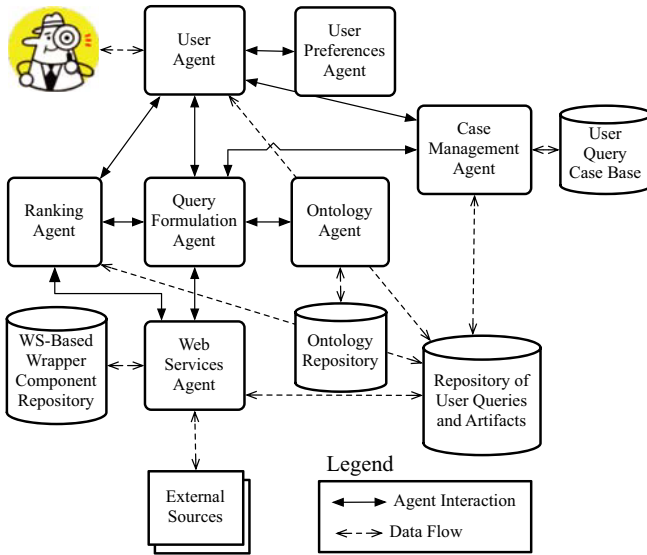 User
Agent
User
Preferences
Agent
Case
Management
Agent
User
Query
Case Base
Ranking
Agent
Query
Formulation
Agent
Ontology
Agent
WS-Based
Wrapper
Component
Repository
Web
Services
Agent
Ontology
Repository
Repository of
User Queries
and Artifacts
External
Sources
Legend
Agent Interaction
Data Flow